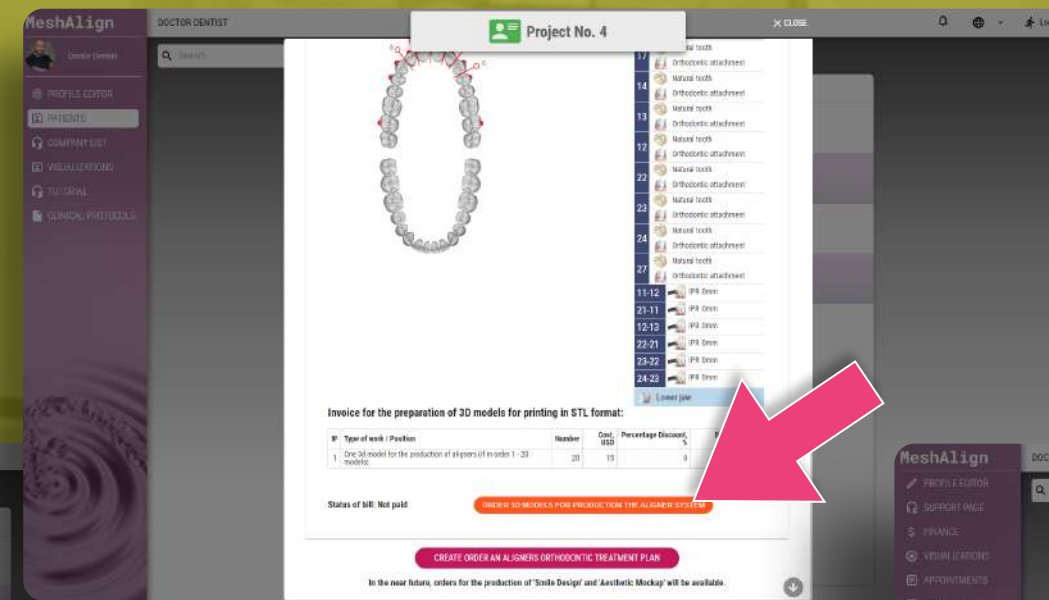 MeshAlign
DOCTOR DENTIST
Project No. 4
✕ CLOSE
Doctor Dentist
Search
PROFILE EDITOR
PATIENTS
COMPANY LIST
VISUALIZATIONS
TUTORIAL
CLINICAL PROTOCOLS
17
Orthodontic attachment
14
Natural tooth
Orthodontic attachment
13
Natural tooth
Orthodontic attachment
12
Natural tooth
Orthodontic attachment
22
Natural tooth
Orthodontic attachment
23
Natural tooth
Orthodontic attachment
24
Natural tooth
Orthodontic attachment
27
Natural tooth
Orthodontic attachment
11-12 IPR 0mm
21-11 IPR 0mm
12-13 IPR 0mm
22-21 IPR 0mm
23-22 IPR 0mm
24-23 IPR 0mm
Lower jaw
Invoice for the preparation of 3D models for printing in STL format:
№ Type of work / Position Number Cost, USD Percentage Discount, %
1 One 3d model for the production of aligners (if in order 1 - 20 models) 20 15 0
Status of bill: Not paid
ORDER 3D MODELS FOR PRODUCTION THE ALIGNER SYSTEM
CREATE ORDER AN ALIGNERS ORTHODONTIC TREATMENT PLAN
In the near future, orders for the production of 'Smile Design' and 'Aesthetic Mockup' will be available.
MeshAlign
DOC
PROFILE EDITOR
SUPPORT PAGE
FINANCE
VISUALIZATIONS
APPOINTMENTS